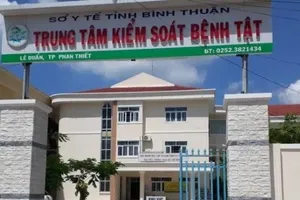 SỞ Y TẾ TỈNH BÌNH THUẬN
TRUNG TÂM KIỂM SOÁT BỆNH TẬT
LÊ DUẨN, TP PHAN THIẾT ĐT: 0252.3821434